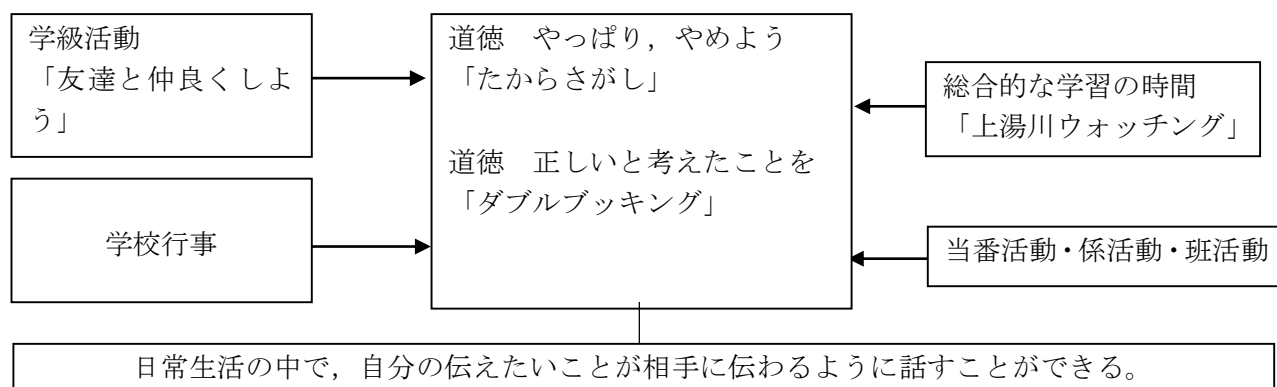 学級活動
「友達と仲良くしよ
う」
学校行事
道徳　やっぱり，やめよう
「たからさがし」
道徳　正しいと考えたことを
「ダブルブッキング」
総合的な学習の時間
「上湯川ウォッチング」
当番活動・係活動・班活動
日常生活の中で，自分の伝えたいことが相手に伝わるように話すことができる。